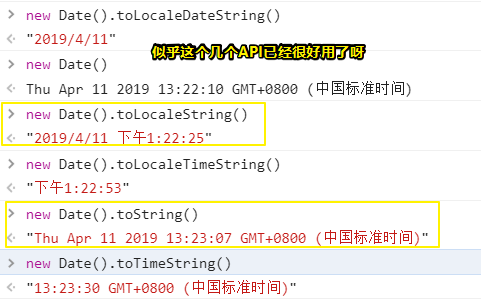 new Date().toLocaleDateString()
"2019/4/11"
似乎这个几个API已经很好用了呀
new Date()
Thu Apr 11 2019 13:22:10 GMT+0800 (中国标准时间)
new Date().toLocaleString()
"2019/4/11 下午1:22:25"
new Date().toLocaleTimeString()
"下午1:22:53"
new Date().toString()
"Thu Apr 11 2019 13:23:07 GMT+0800 (中国标准时间)"
new Date().toTimeString()
"13:23:30 GMT+0800 (中国标准时间)"